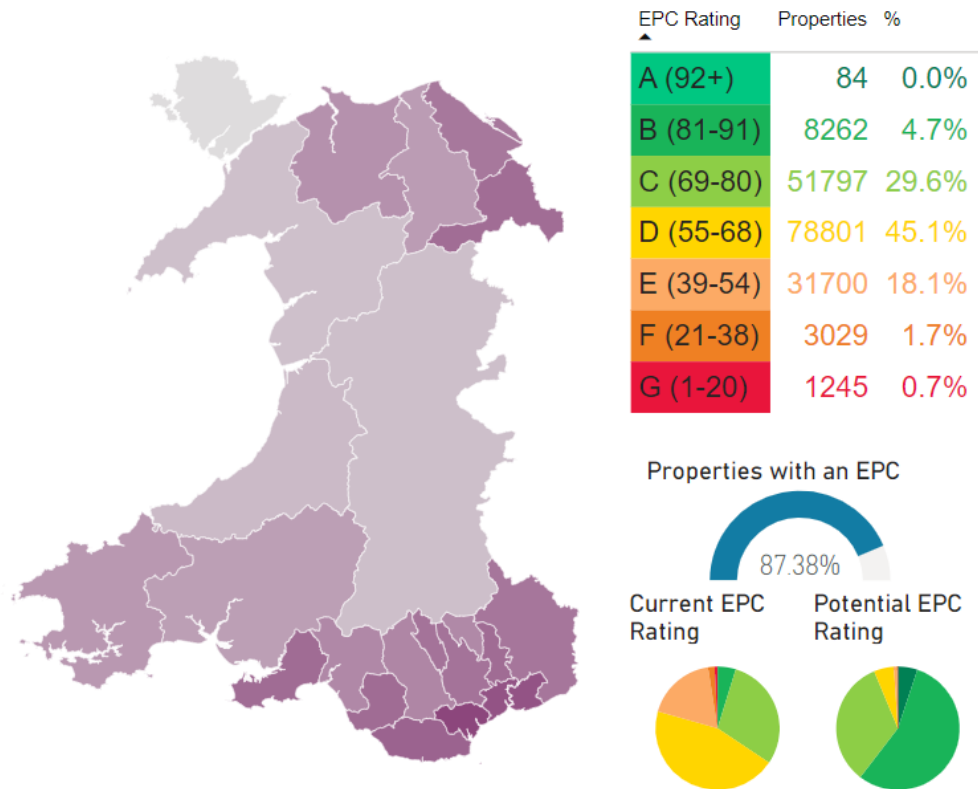 EPC Rating Properties %
A (92+) 84 0.0%
B (81-91) 8262 4.7%
C (69-80) 51797 29.6%
D (55-68) 78801 45.1%
E (39-54) 31700 18.1%
F (21-38) 3029 1.7%
G (1-20) 1245 0.7%
Properties with an EPC
87.38%
Current EPC
Rating
Potential EPC
Rating